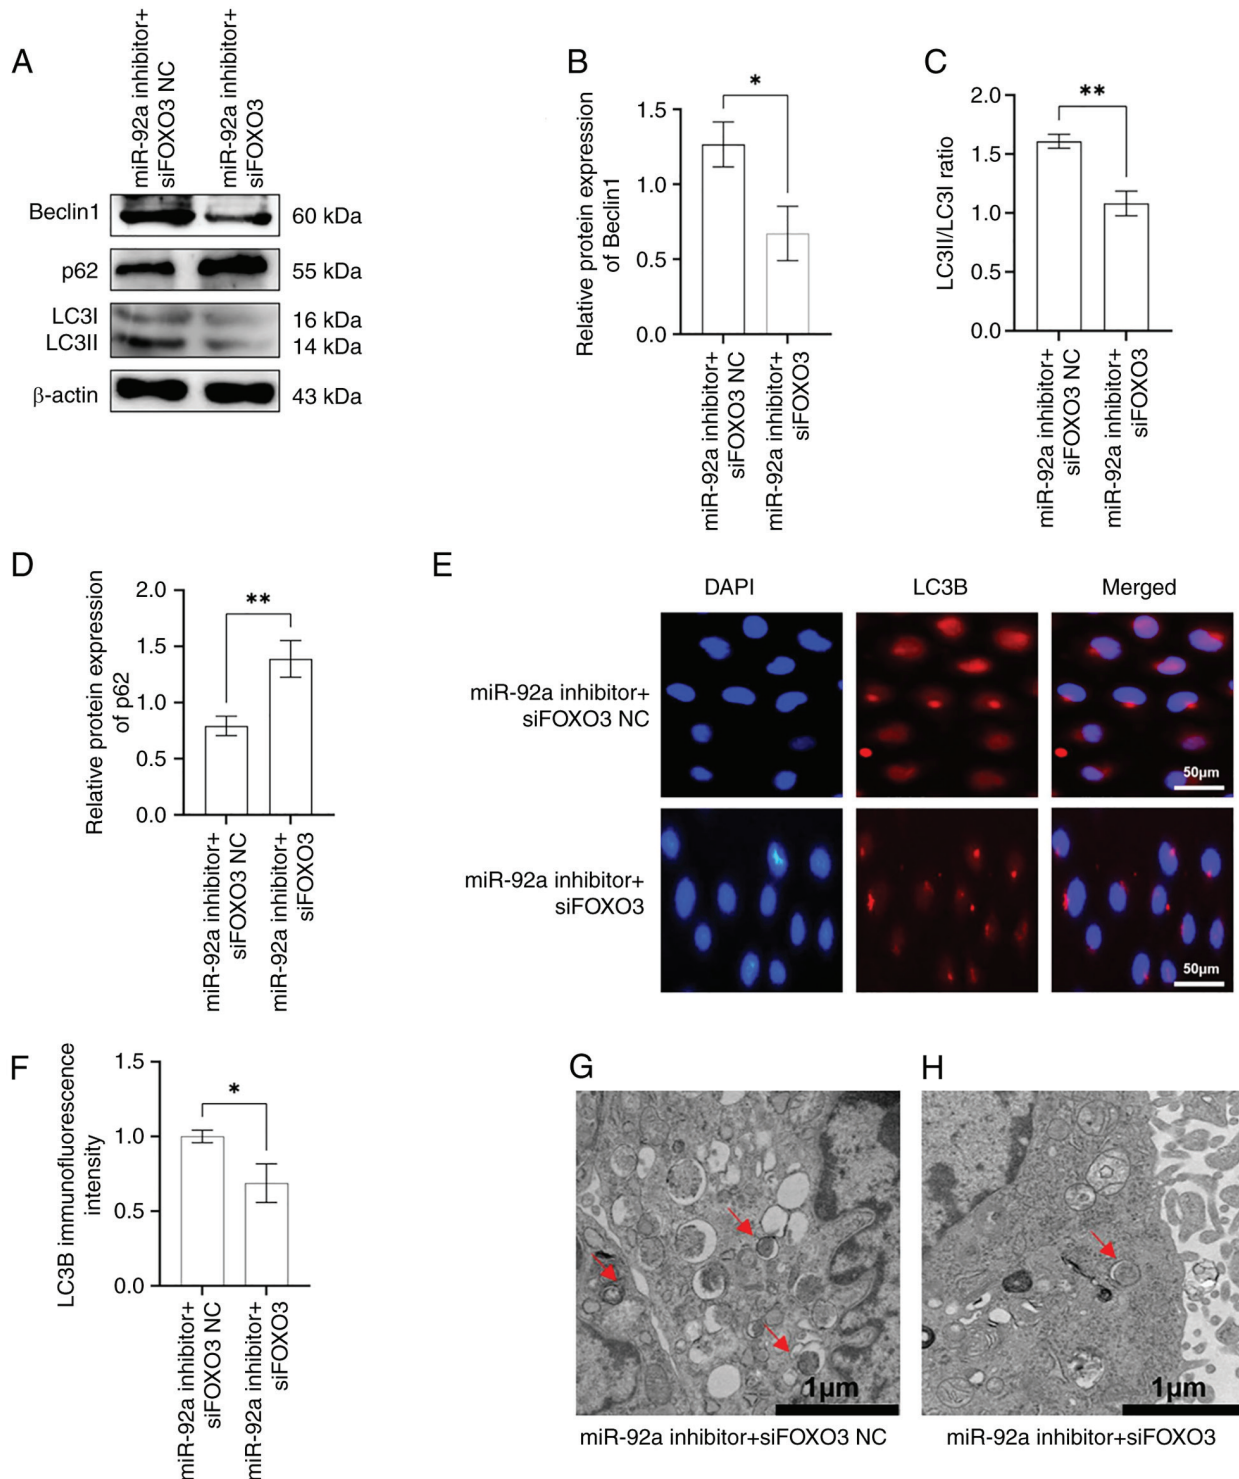 A
miR-92a inhibitor+
siFOXO3 NC
miR-92a inhibitor+
siFOXO3
Beclin1
60 kDa
p62
55 kDa
LC3I
16 kDa
LC3II
14 kDa
β-actin
43 kDa
B
Relative protein expression
of Beclin1
*
1.5
1.0
0.5
0.0
miR-92a inhibitor+
siFOXO3 NC
miR-92a inhibitor+
siFOXO3
C
LC3II/LC3I ratio
**
2.0
1.5
1.0
0.5
0.0
miR-92a inhibitor+
siFOXO3 NC
miR-92a inhibitor+
siFOXO3
D
Relative protein expression
of p62
**
2.0
1.5
1.0
0.5
0.0
miR-92a inhibitor+
siFOXO3 NC
miR-92a inhibitor+
siFOXO3
E
DAPI
LC3B
Merged
miR-92a inhibitor+
siFOXO3 NC
50μm
miR-92a inhibitor+
siFOXO3
50μm
F
LC3B immunofluorescence
intensity
*
1.5
1.0
0.5
0.0
miR-92a inhibitor+
siFOXO3 NC
miR-92a inhibitor+
siFOXO3
G
1μm
miR-92a inhibitor+siFOXO3 NC
H
1μm
miR-92a inhibitor+siFOXO3